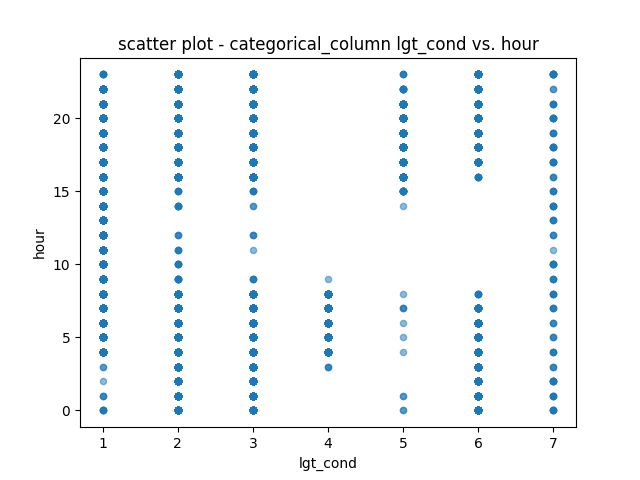 scatter plot - categorical_column lgt_cond vs. hour
20
15
10
5
0
hour
1 2 3 4 5 6 7
lgt_cond